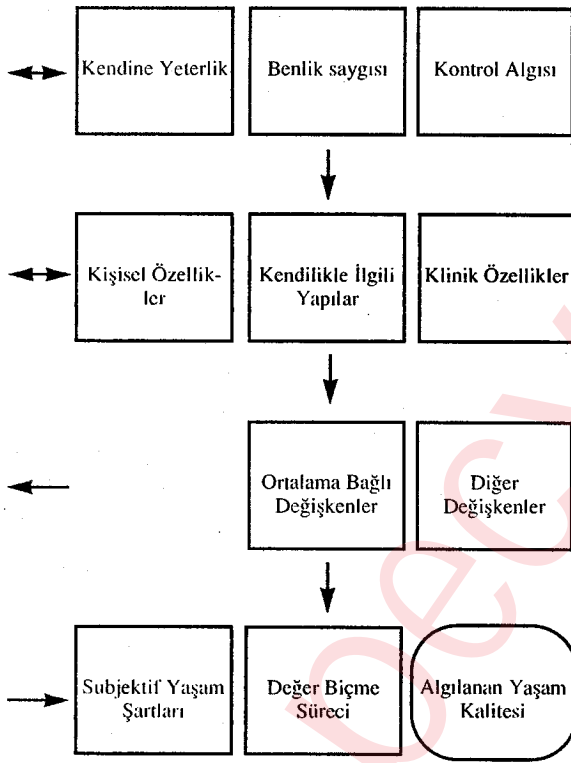 Kendine Yeterlik
Benlik saygısı
Kontrol Algısı
Kişisel Özellik-
ler
Kendilikle İlgili
Yapılar
Klinik Özellikler
Ortalama Bağlı
Değişkenler
Diğer
Değişkenler
Subjektif Yaşam
Şartları
Değer Biçme
Süreci
Algılanan Yaşam
Kalitesi